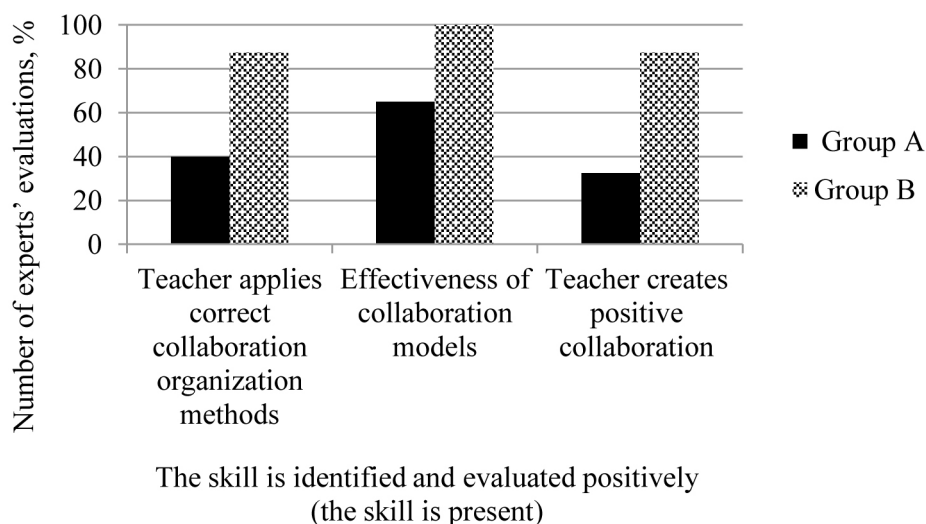 Number of experts’ evaluations, %
100
80
60
40
20
0
Teacher applies
correct
collaboration
organization
methods
Effectiveness of
collaboration
models
Teacher creates
positive
collaboration
Group A
Group B
The skill is identified and evaluated positively
(the skill is present)